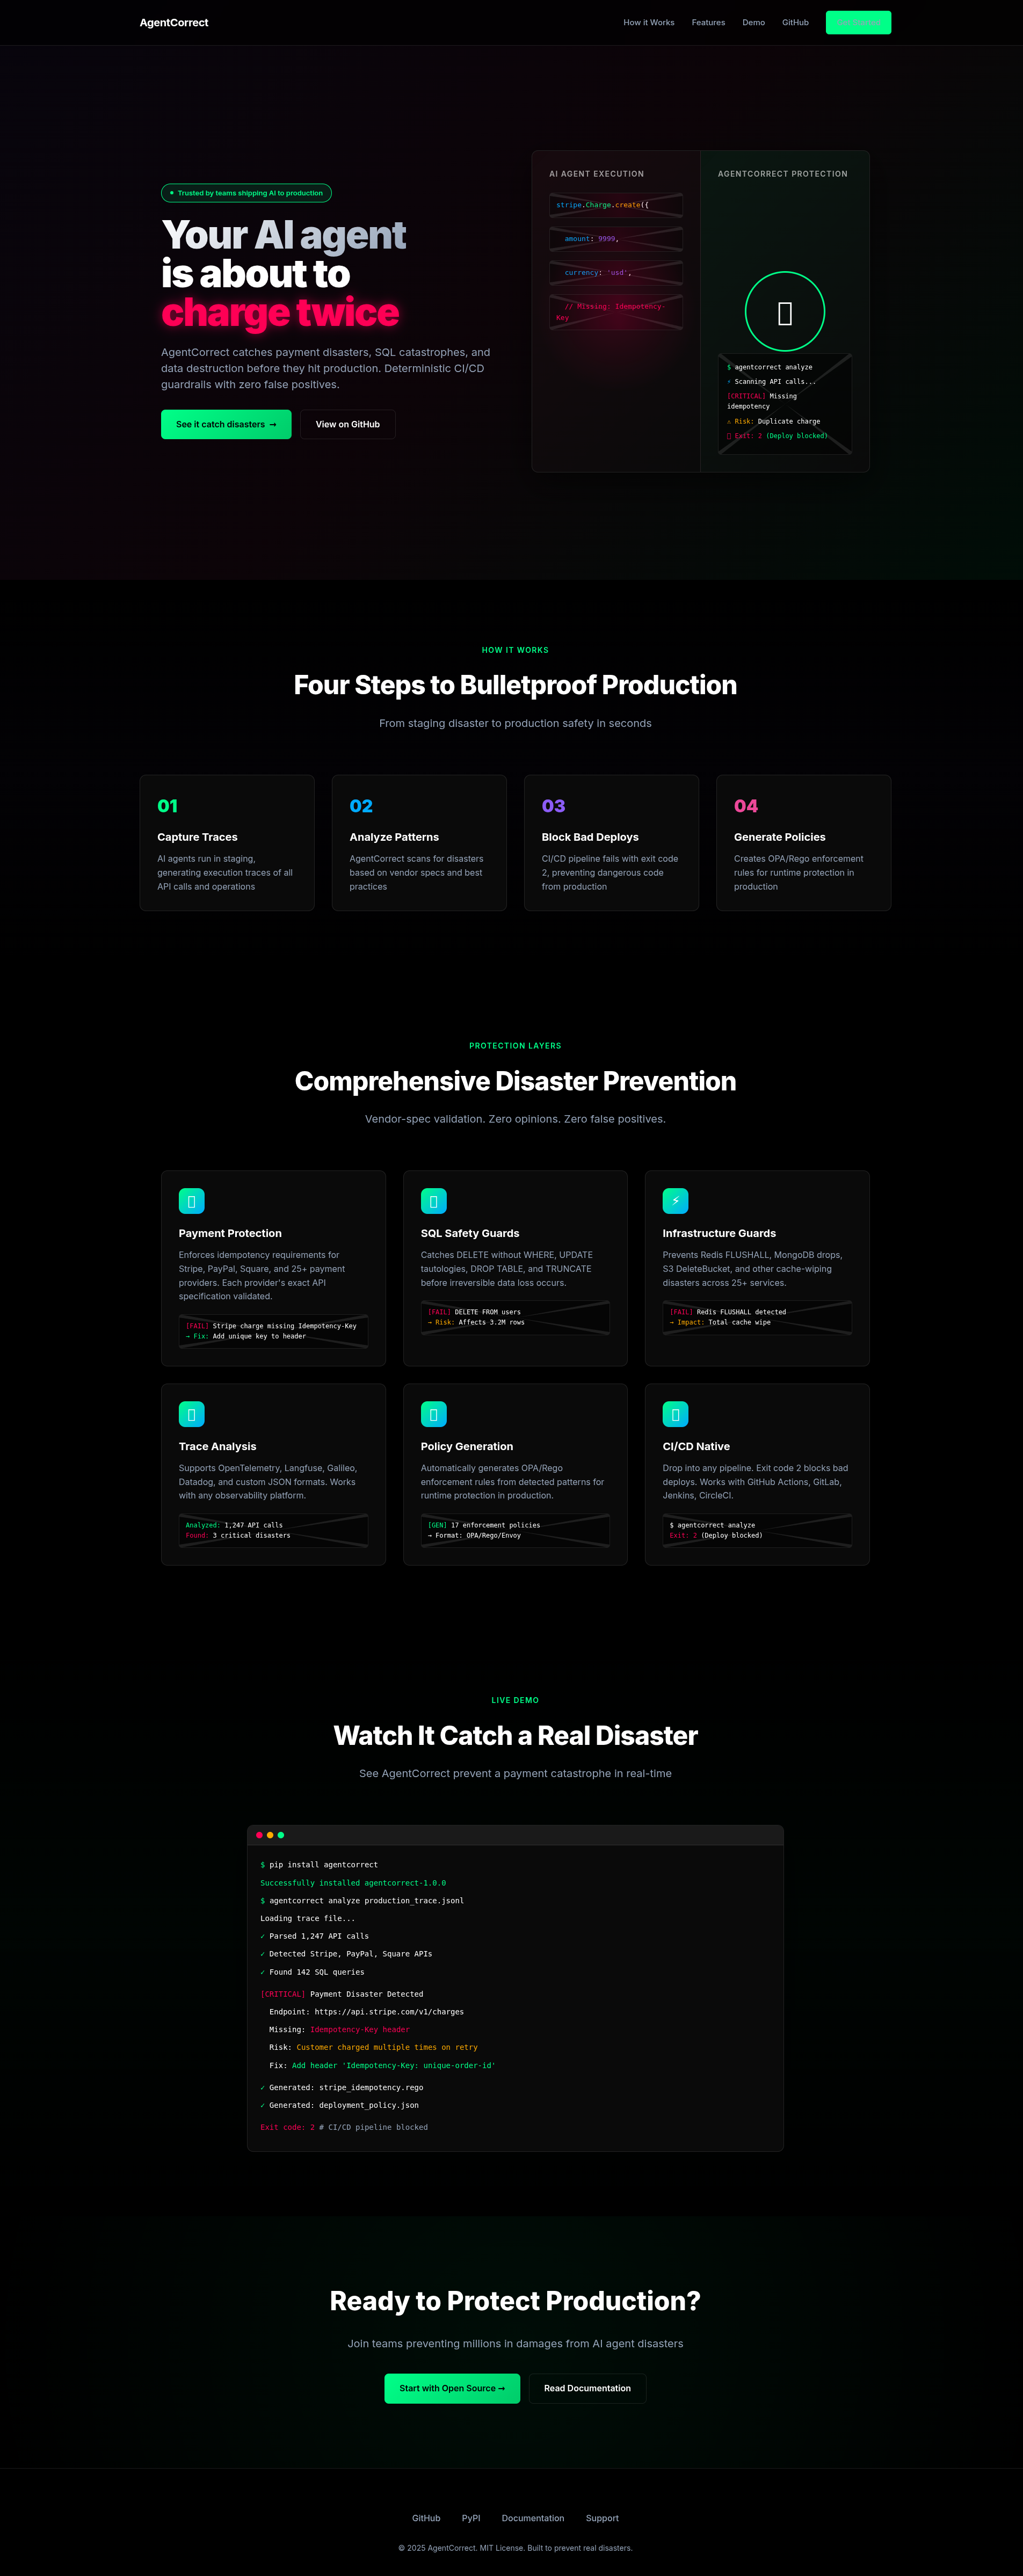 AgentCorrect
How it Works
Features
Demo
GitHub
Trusted by teams shipping AI to production
Your AI agent
is about to
charge twice
AgentCorrect catches payment disasters, SQL catastrophes, and
data destruction before they hit production. Deterministic CI/CD
guardrails with zero false positives.
See it catch disasters →
View on GitHub
AI AGENT EXECUTION
stripe.Charge.create({
amount: 9999,
currency: 'usd',
// Missing: Idempotency-
Key
AGENTCORRECT PROTECTION
$ agentcorrect analyze
⚡ Scanning API calls...
[CRITICAL] Missing
idempotency
⚠ Risk: Duplicate charge
Exit: 2 (Deploy blocked)
HOW IT WORKS
Four Steps to Bulletproof Production
From staging disaster to production safety in seconds
01
Capture Traces
AI agents run in staging,
generating execution traces of all
API calls and operations
02
Analyze Patterns
AgentCorrect scans for disasters
based on vendor specs and best
practices
03
Block Bad Deploys
CI/CD pipeline fails with exit code
2, preventing dangerous code
from production
04
Generate Policies
Creates OPA/Rego enforcement
rules for runtime protection in
production
PROTECTION LAYERS
Comprehensive Disaster Prevention
Vendor-spec validation. Zero opinions. Zero false positives.
Payment Protection
Enforces idempotency requirements for
Stripe, PayPal, Square, and 25+ payment
providers. Each provider's exact API
specification validated.
[FAIL] Stripe charge missing Idempotency-Key
→ Fix: Add unique key to header
SQL Safety Guards
Catches DELETE without WHERE, UPDATE
tautologies, DROP TABLE, and TRUNCATE
before irreversible data loss occurs.
[FAIL] DELETE FROM users
→ Risk: Affects 3.2M rows
Infrastructure Guards
Prevents Redis FLUSHALL, MongoDB drops,
S3 DeleteBucket, and other cache-wiping
disasters across 25+ services.
[FAIL] Redis FLUSHALL detected
→ Impact: Total cache wipe
Trace Analysis
Supports OpenTelemetry, Langfuse, Galileo,
Datadog, and custom JSON formats. Works
with any observability platform.
Analyzed: 1,247 API calls
Found: 3 critical disasters
Policy Generation
Automatically generates OPA/Rego
enforcement rules from detected patterns for
runtime protection in production.
[GEN] 17 enforcement policies
→ Format: OPA/Rego/Envoy
CI/CD Native
Drop into any pipeline. Exit code 2 blocks bad
deploys. Works with GitHub Actions, GitLab,
Jenkins, CircleCI.
$ agentcorrect analyze
Exit: 2 (Deploy blocked)
LIVE DEMO
Watch It Catch a Real Disaster
See AgentCorrect prevent a payment catastrophe in real-time
$ pip install agentcorrect
Successfully installed agentcorrect-1.0.0
$ agentcorrect analyze production_trace.jsonl
Loading trace file...
✓ Parsed 1,247 API calls
✓ Detected Stripe, PayPal, Square APIs
✓ Found 142 SQL queries
[CRITICAL] Payment Disaster Detected
Endpoint: https://api.stripe.com/v1/charges
Missing: Idempotency-Key header
Risk: Customer charged multiple times on retry
Fix: Add header 'Idempotency-Key: unique-order-id'
✓ Generated: stripe_idempotency.rego
✓ Generated: deployment_policy.json
Exit code: 2 # CI/CD pipeline blocked
Ready to Protect Production?
Join teams preventing millions in damages from AI agent disasters
Start with Open Source →
Read Documentation
GitHub
PyPI
Documentation
Support
© 2025 AgentCorrect. MIT License. Built to prevent real disasters.